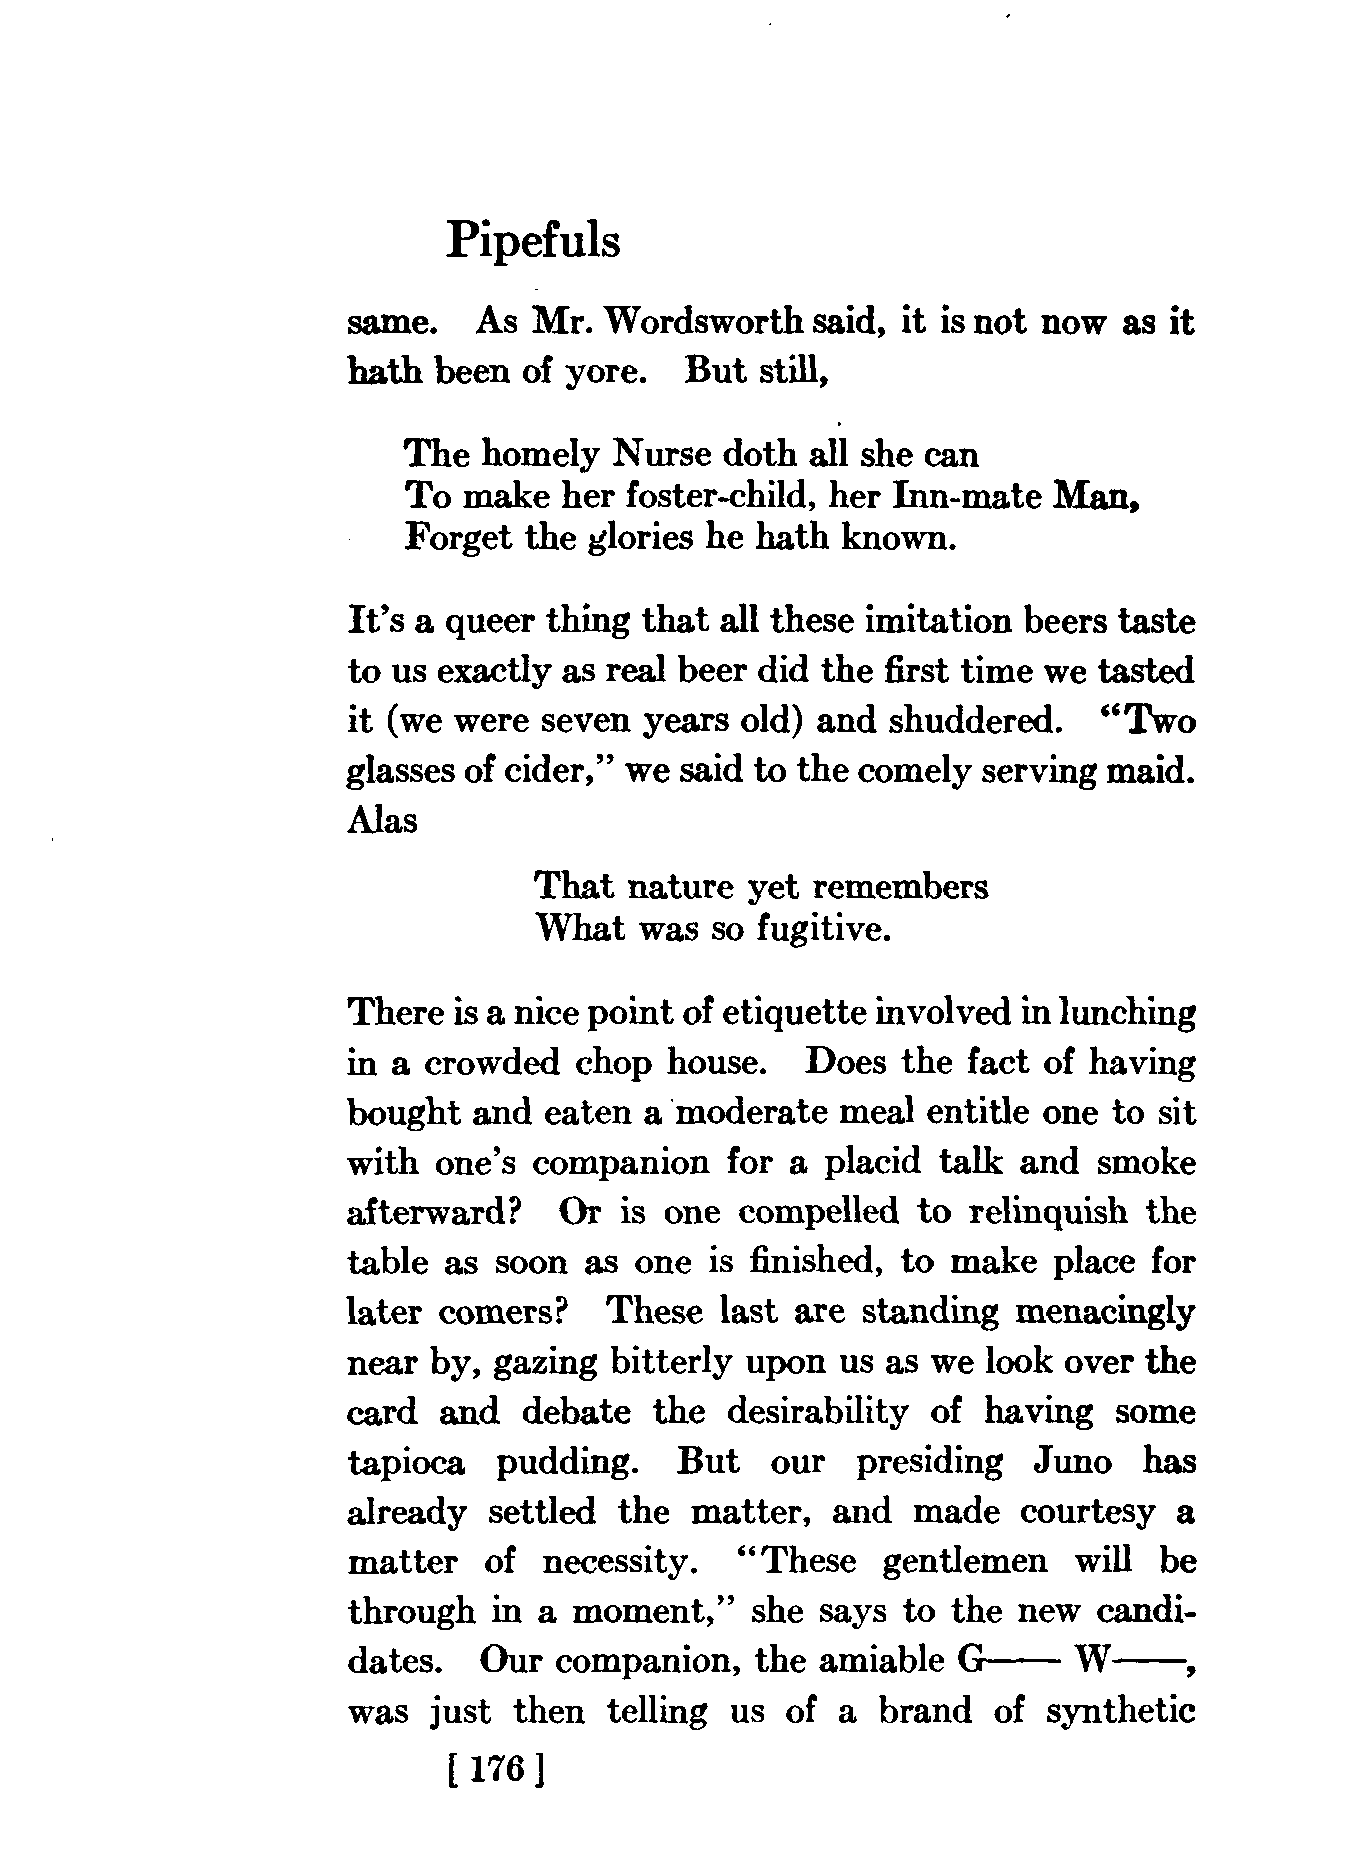 Pipefuls
same. As Mr. Wordsworth said, it is not now as it
hath been of yore. But still,
The homely Nurse doth all she can
To make her foster-child, her Inn-mate Man,
Forget the glories he hath known.
It's a queer thing that all these imitation beers taste
to us exactly as real beer did the first time we tasted
it (we were seven years old) and shuddered. "Two
glasses of cider," we said to the comely serving maid.
Alas
That nature yet remembers
What was so fugitive.
There is a nice point of etiquette involved in lunching
in a crowded chop house. Does the fact of having
bought and eaten a moderate meal entitle one to sit
with one's companion for a placid talk and smoke
afterward? Or is one compelled to relinquish the
table as soon as one is finished, to make place for
later comers? These last are standing menacingly
near by, gazing bitterly upon us as we look over the
card and debate the desirability of having some
tapioca pudding. But our presiding Juno has
already settled the matter, and made courtesy a
matter of necessity. "These gentlemen will be
through in a moment," she says to the new candi-
dates. Our companion, the amiable G—— W——,
was just then telling us of a brand of synthetic
[ 176 ]